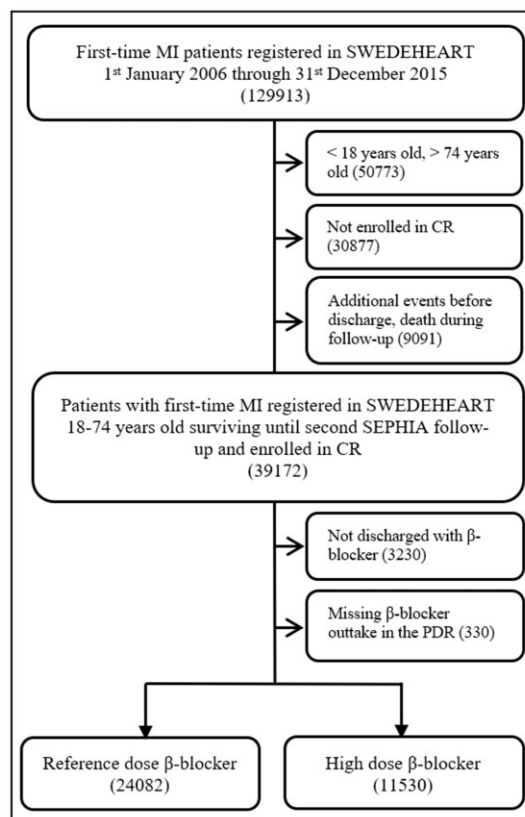 First-time MI patients registered in SWEDEHEART
1st January 2006 through 31st December 2015
(129913)
< 18 years old, > 74 years
old (50773)
Not enrolled in CR
(30877)
Additional events before
discharge, death during
follow-up (9091)
Patients with first-time MI registered in SWEDEHEART
18-74 years old surviving until second SEPHIA follow-
up and enrolled in CR
(39172)
Not discharged with β-
blocker (3230)
Missing β-blocker
outtake in the PDR (330)
Reference dose β-blocker
(24082)
High dose β-blocker
(11530)